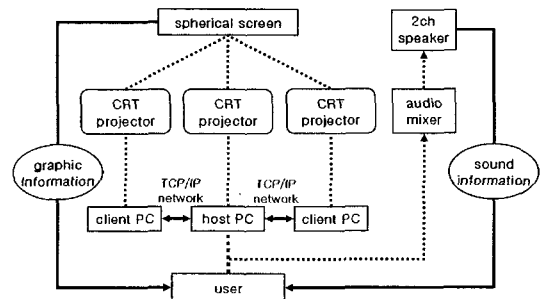 spherical screen
2ch
speaker
CRT
projector
CRT
projector
CRT
projector
audio
mixer
graphic
information
TCP/IP
network
TCP/IP
network
sound
information
client PC
host PC
client PC
user